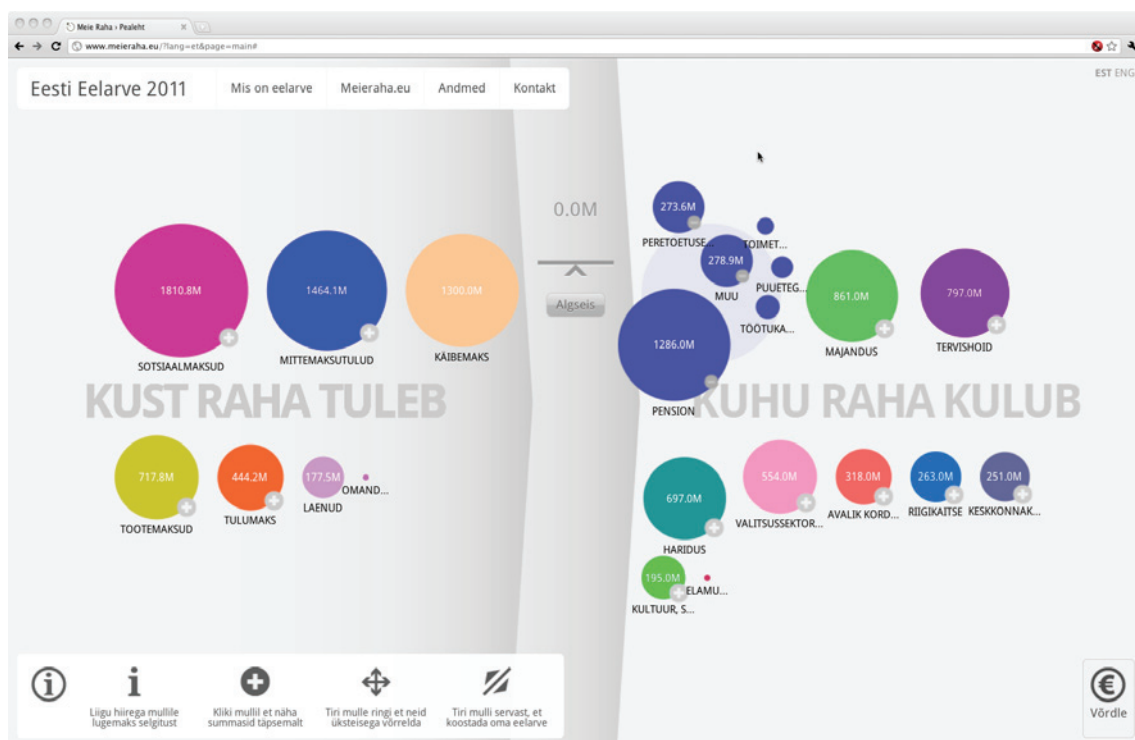 Meie Raha › Pealeht
www.meieraha.eu/?lang=et&page=main#
Eesti Eelarve 2011
Mis on eelarve
Meieraha.eu
Andmed
Kontakt
EST ENG
0.0M
Algseis
1810.8M
SOTSIAALMAKSUD
1464.1M
MITTEMAKSUTULUD
1300.0M
KÄIBEMAKS
KUST RAHA TULEB
717.8M
TOOTEMAKSUD
444.2M
TULUMAKS
177.5M
LAENUD
OMAND...
273.6M
PERETOETUSE...
TOIMET...
278.9M
MUU
PUUETEG...
TÖÖTUKA...
1286.0M
PENSION
861.0M
MAJANDUS
797.0M
TERVISHOID
KUHU RAHA KULUB
697.0M
HARIDUS
554.0M
VALITSUSSEKTOR...
318.0M
AVALIK KORD...
263.0M
RIIGIKAITSE
251.0M
KESKKONNAK...
195.0M
KULTUUR, S...
ELAMU...
Liigu hiirega mullile
lugemaks selgitust
Kliki mullil et näha
summasid täpsemalt
Tiri mulle ringi et neid
üksteisega võrrelda
Tiri mulli servast, et
koostada oma eelarve
Võrdle